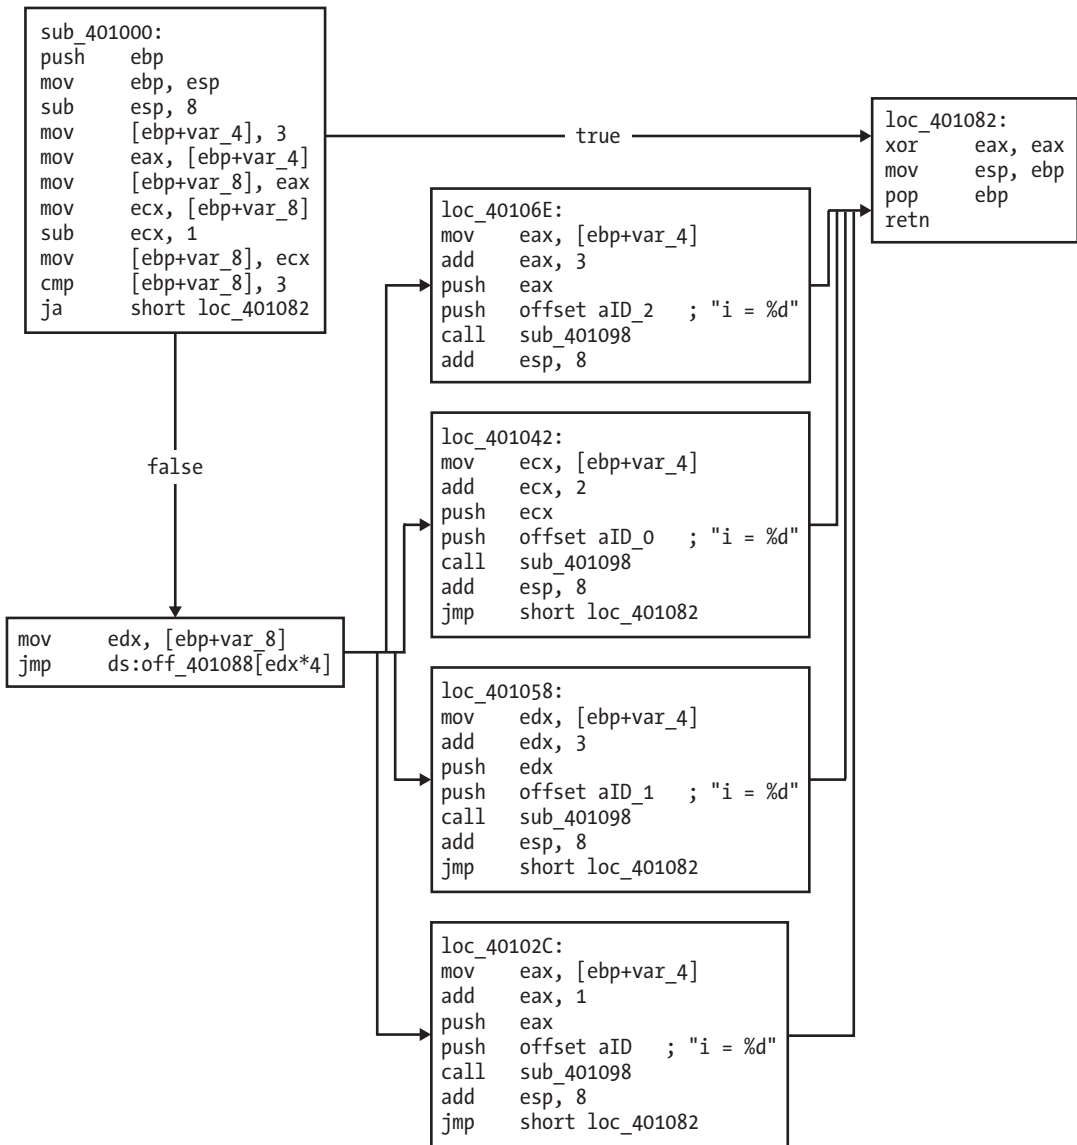 sub_401000:
push ebp
mov ebp, esp
sub esp, 8
mov [ebp+var_4], 3
mov eax, [ebp+var_4]
mov [ebp+var_8], eax
mov ecx, [ebp+var_8]
sub ecx, 1
mov [ebp+var_8], ecx
cmp [ebp+var_8], 3
ja short loc_401082
true
loc_401082:
xor eax, eax
mov esp, ebp
pop ebp
retn
loc_40106E:
mov eax, [ebp+var_4]
add eax, 3
push eax
push offset aID_2 ; "i = %d"
call sub_401098
add esp, 8
false
loc_401042:
mov ecx, [ebp+var_4]
add ecx, 2
push ecx
push offset aID_0 ; "i = %d"
call sub_401098
add esp, 8
jmp short loc_401082
mov edx, [ebp+var_8]
jmp ds:off_401088[edx*4]
loc_401058:
mov edx, [ebp+var_4]
add edx, 3
push edx
push offset aID_1 ; "i = %d"
call sub_401098
add esp, 8
jmp short loc_401082
loc_40102C:
mov eax, [ebp+var_4]
add eax, 1
push eax
push offset aID ; "i = %d"
call sub_401098
add esp, 8
jmp short loc_401082